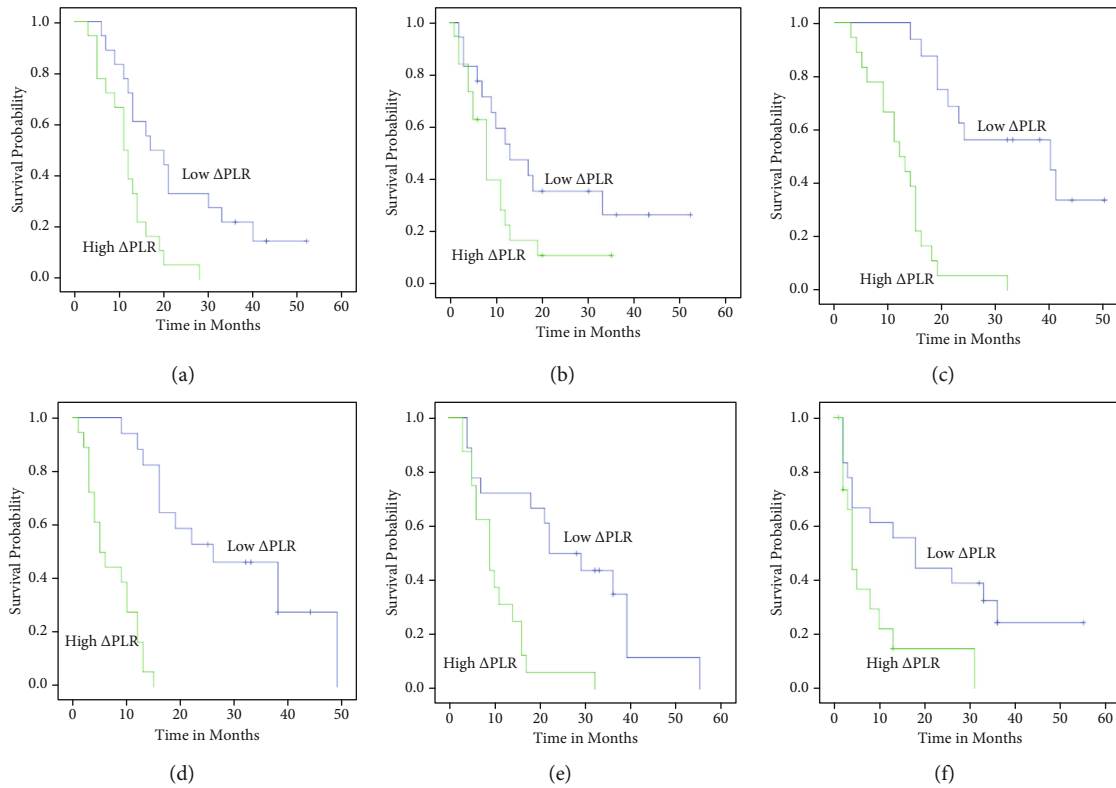 1.0
0.8
0.6
0.4
0.2
0.0
Survival Probability
Low ΔPLR
High ΔPLR
0 10 20 30 40 50 60
Time in Months
(a)
1.0
0.8
0.6
0.4
0.2
0.0
Survival Probability
Low ΔPLR
High ΔPLR
0 10 20 30 40 50 60
Time in Months
(b)
1.0
0.8
0.6
0.4
0.2
0.0
Survival Probability
Low ΔPLR
High ΔPLR
0 10 20 30 40 50
Time in Months
(c)
1.0
0.8
0.6
0.4
0.2
0.0
Survival Probability
Low ΔPLR
High ΔPLR
0 10 20 30 40 50
Time in Months
(d)
1.0
0.8
0.6
0.4
0.2
0.0
Survival Probability
Low ΔPLR
High ΔPLR
0 10 20 30 40 50 60
Time in Months
(e)
1.0
0.8
0.6
0.4
0.2
0.0
Survival Probability
Low ΔPLR
High ΔPLR
0 10 20 30 40 50 60
Time in Months
(f)